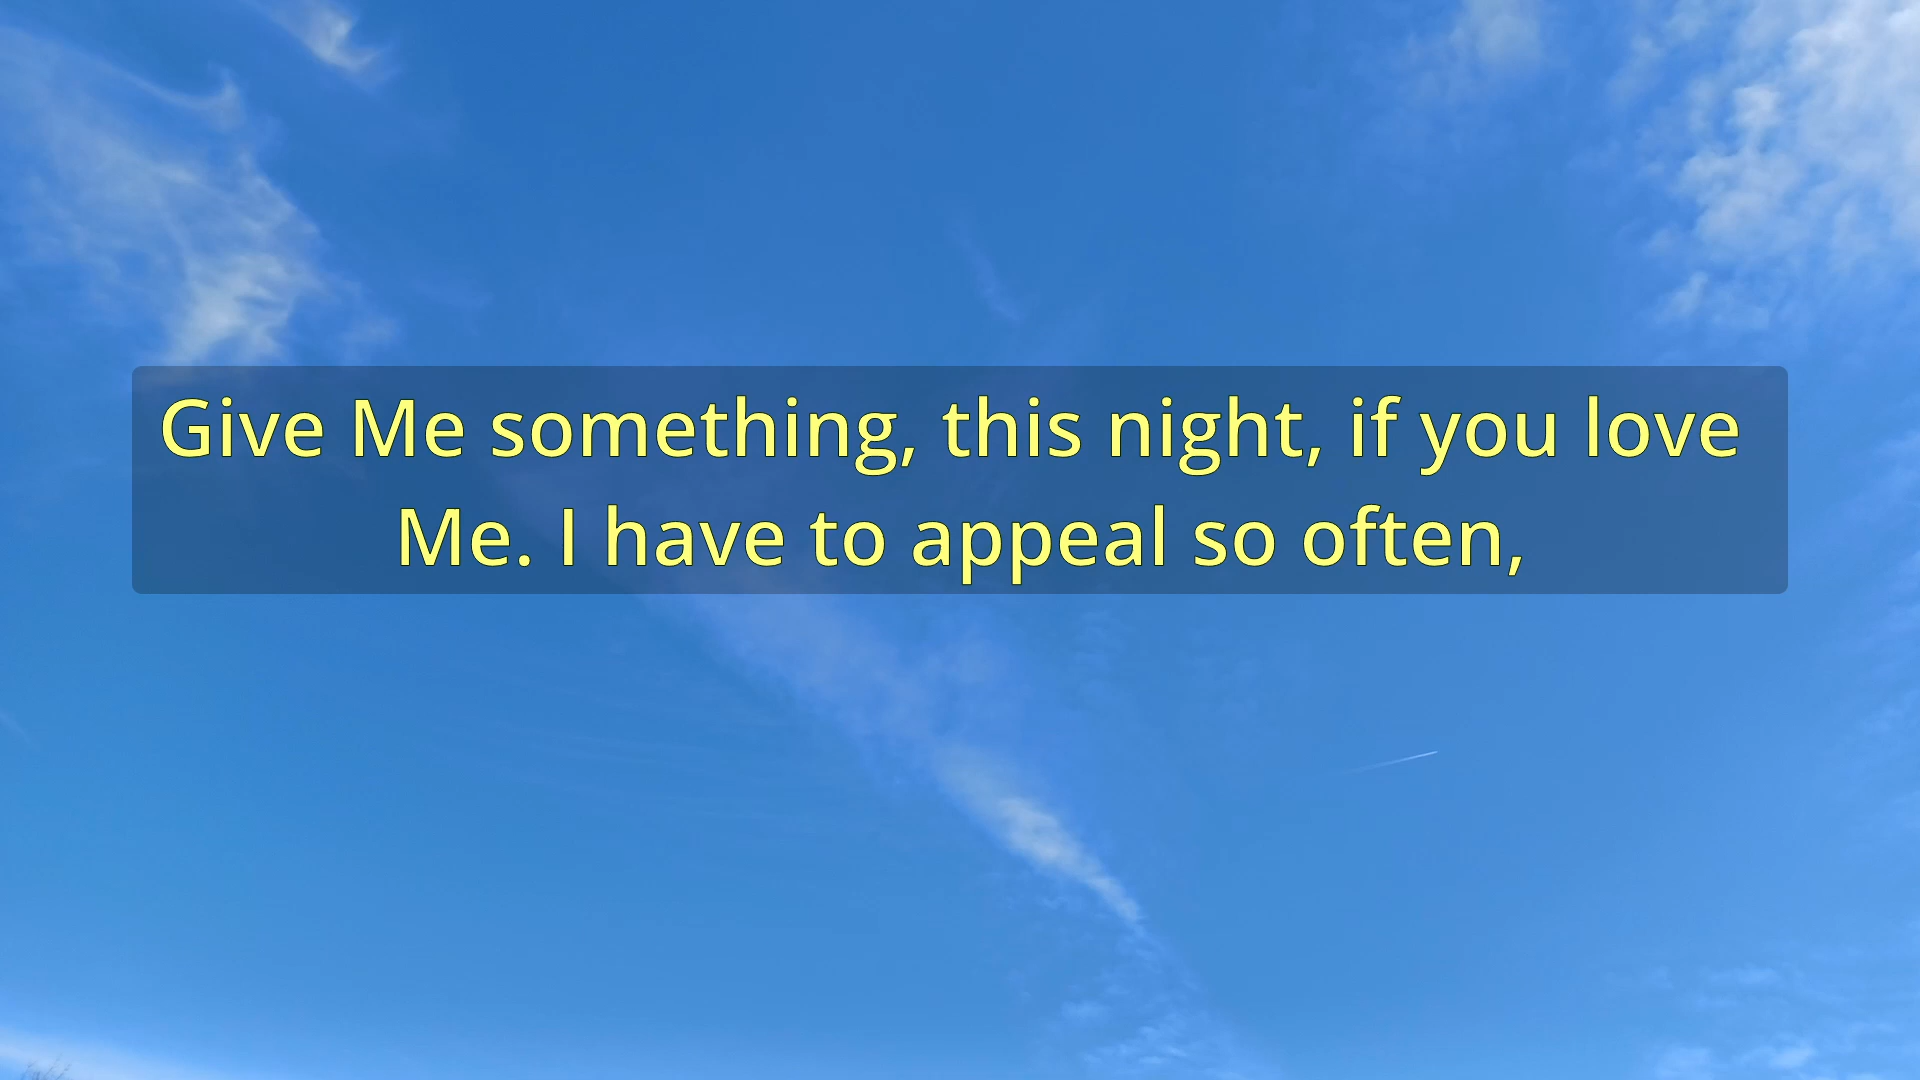 Give Me something, this night, if you love
Me. I have to appeal so often,